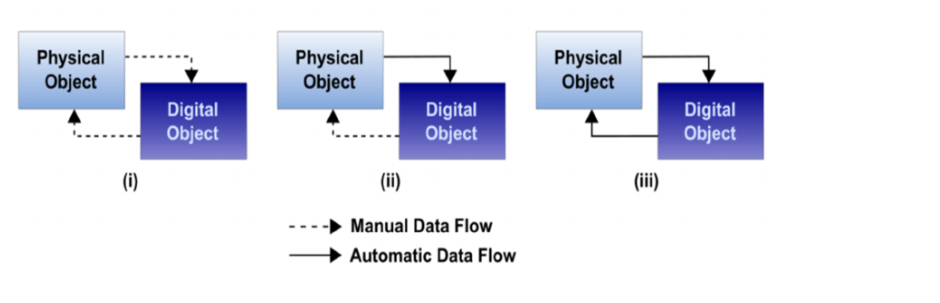 Physical
Object
Digital
Object
(i)
Physical
Object
Digital
Object
(ii)
Physical
Object
Digital
Object
(iii)
Manual Data Flow
Automatic Data Flow